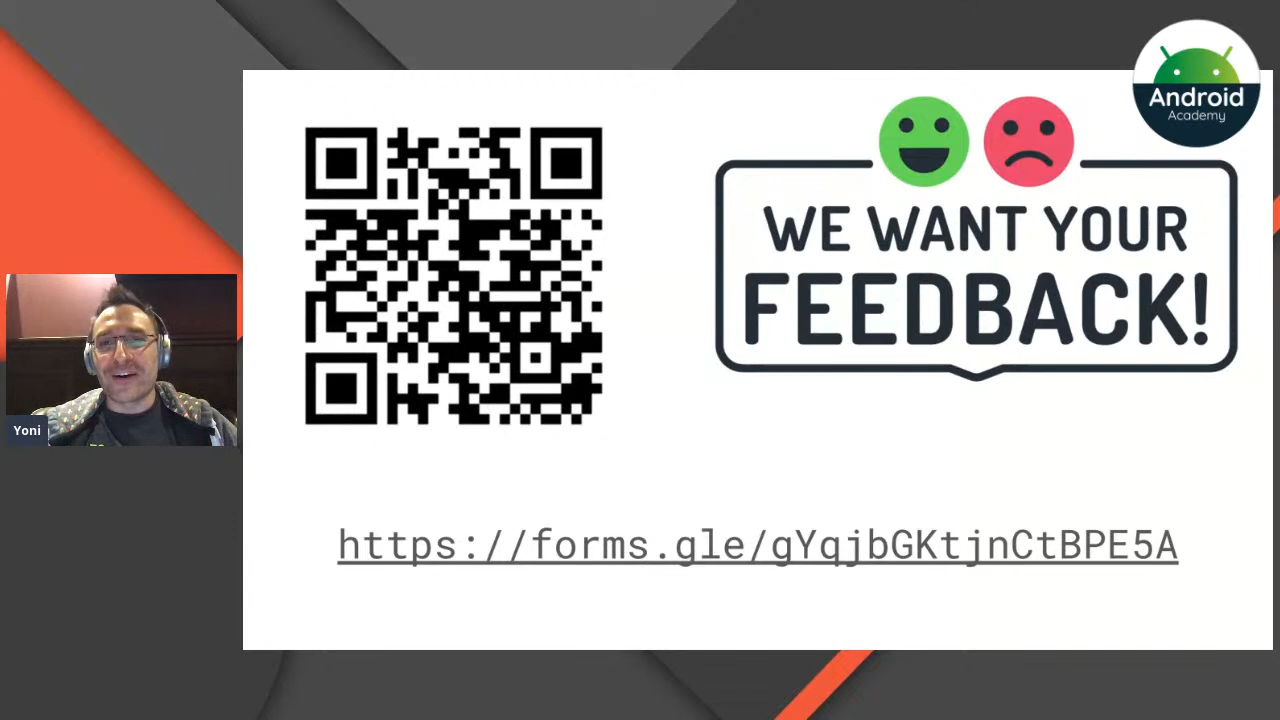 Android
Academy
WE WANT YOUR
FEEDBACK!
Yoni
https://forms.gle/gYqjbGKtjnCtBPE5A